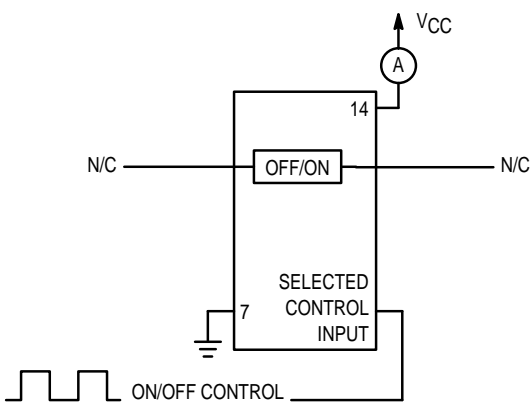 VCC
A
14
N/C
OFF/ON
N/C
SELECTED
CONTROL
INPUT
7
ON/OFF CONTROL